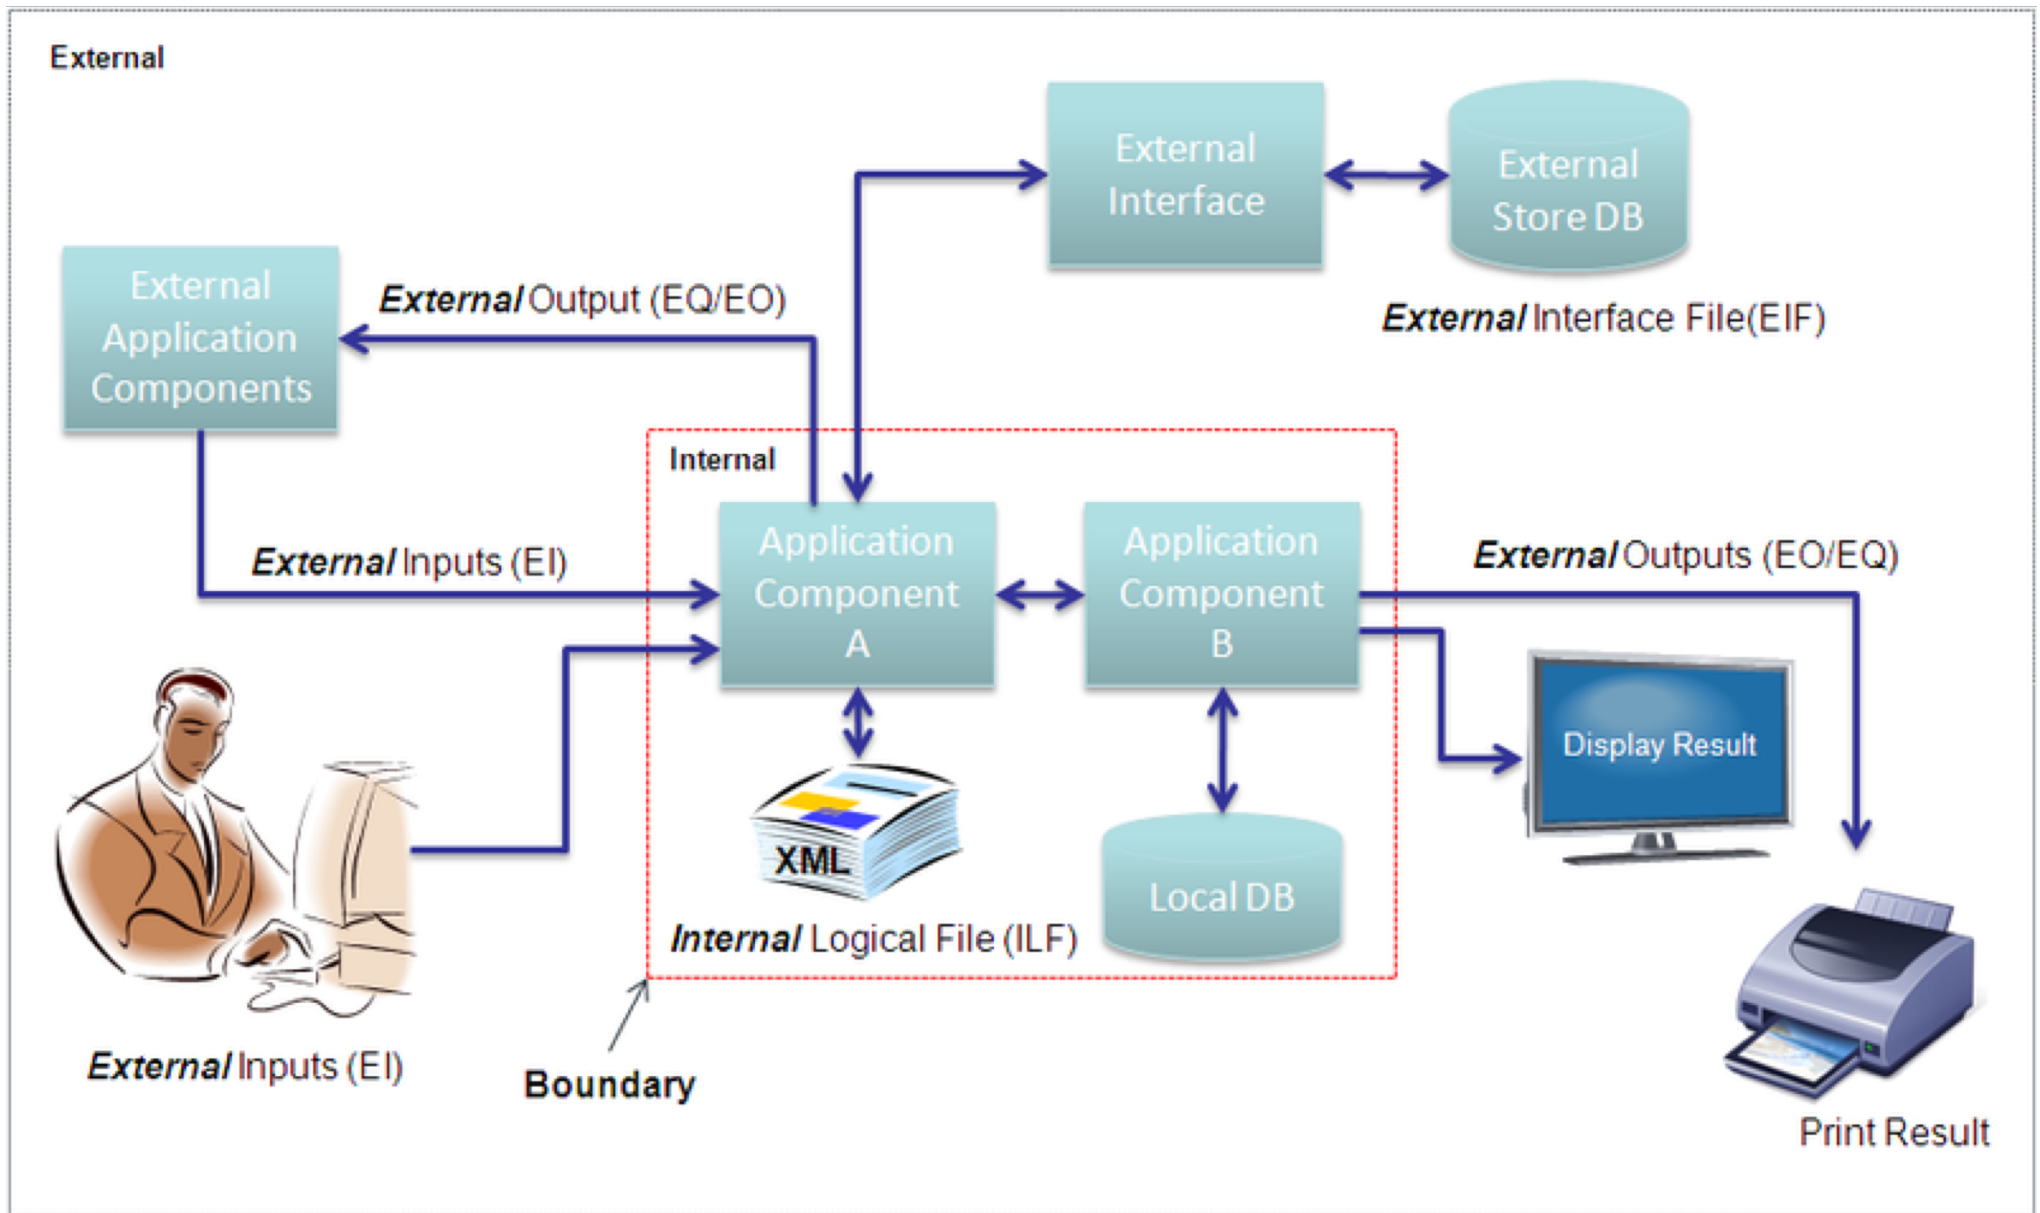 External
External
Interface
External
Store DB
External Interface File(EIF)
External
Application
Components
External Output (EQ/EO)
Internal
External Inputs (EI)
Application
Component
A
Application
Component
B
External Outputs (EO/EQ)
Display Result
XML
Local DB
Internal Logical File (ILF)
External Inputs (EI)
Boundary
Print Result